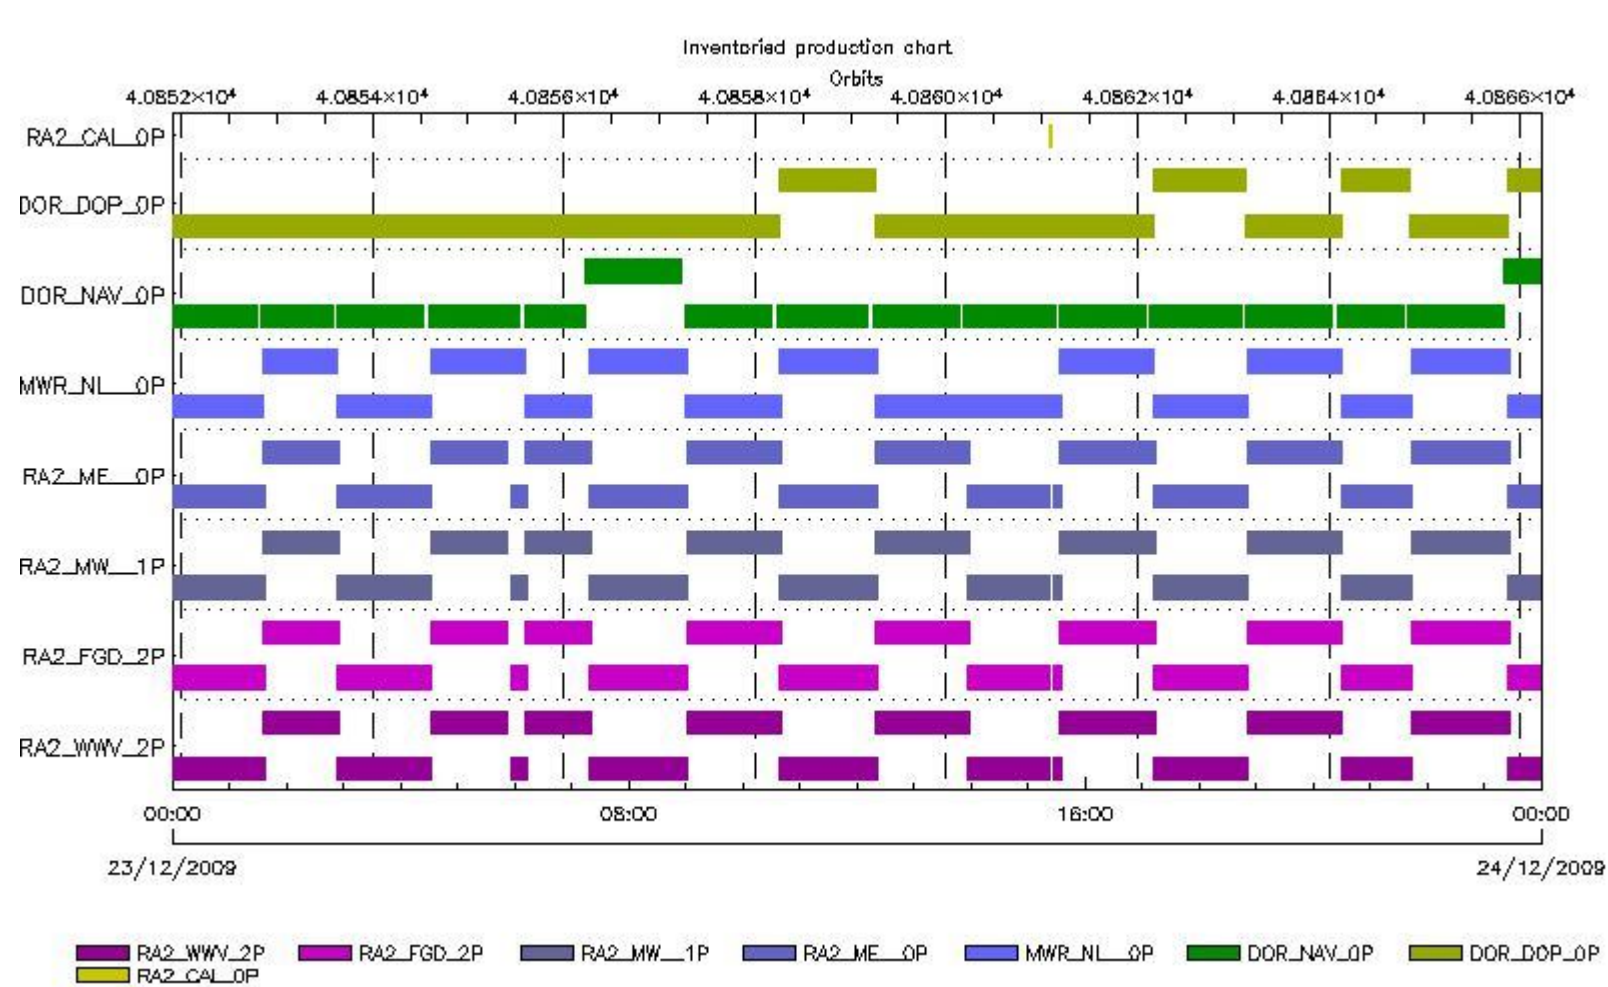 Inventoried production chart
Orbits
4.0852×10⁴ 4.0854×10⁴ 4.0856×10⁴ 4.0858×10⁴ 4.0860×10⁴ 4.0862×10⁴ 4.0864×10⁴ 4.0866×10⁴
RA2_CAL_0P
DOR_DOP_0P
DOR_NAV_0P
MWR_NL__0P
RA2_ME__0P
RA2_MW__1P
RA2_FGD_2P
RA2_WWV_2P
00:00 08:00 16:00 00:00
23/12/2009 24/12/2009
RA2_WWV_2P RA2_FGD_2P RA2_MW__1P RA2_ME__0P MWR_NL__0P DOR_NAV_0P DOR_DOP_0P
RA2_CAL_0P